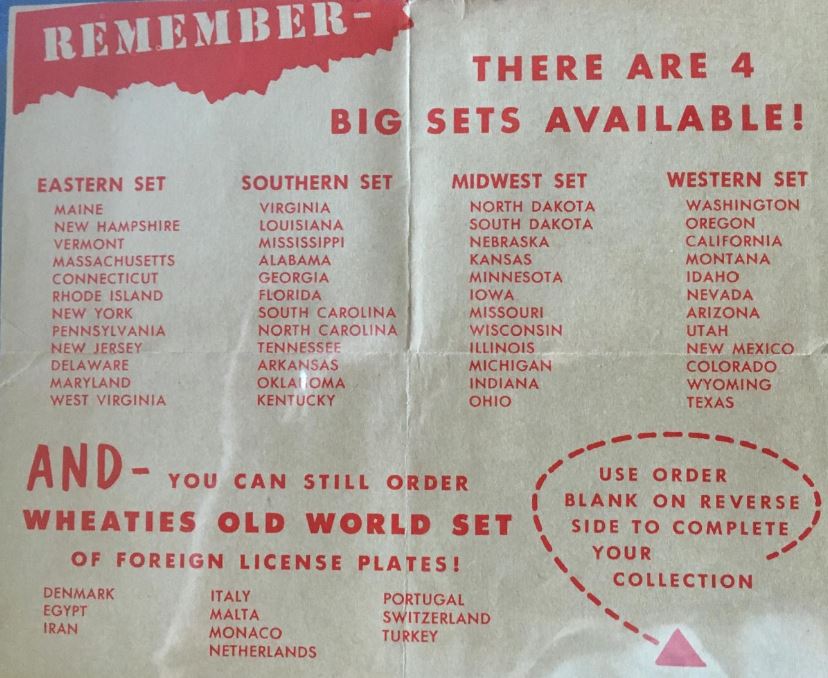 REMEMBER-
THERE ARE 4
BIG SETS AVAILABLE!
EASTERN SET
MAINE
NEW HAMPSHIRE
VERMONT
MASSACHUSETTS
CONNECTICUT
RHODE ISLAND
NEW YORK
PENNSYLVANIA
NEW JERSEY
DELAWARE
MARYLAND
WEST VIRGINIA
SOUTHERN SET
VIRGINIA
LOUISIANA
MISSISSIPPI
ALABAMA
GEORGIA
FLORIDA
SOUTH CAROLINA
NORTH CAROLINA
TENNESSEE
ARKANSAS
OKLAHOMA
KENTUCKY
MIDWEST SET
NORTH DAKOTA
SOUTH DAKOTA
NEBRASKA
KANSAS
MINNESOTA
IOWA
MISSOURI
WISCONSIN
ILLINOIS
MICHIGAN
INDIANA
OHIO
WESTERN SET
WASHINGTON
OREGON
CALIFORNIA
MONTANA
IDAHO
NEVADA
ARIZONA
UTAH
NEW MEXICO
COLORADO
WYOMING
TEXAS
AND- YOU CAN STILL ORDER
WHEATIES OLD WORLD SET
OF FOREIGN LICENSE PLATES!
DENMARK
EGYPT
IRAN
ITALY
MALTA
MONACO
NETHERLANDS
PORTUGAL
SWITZERLAND
TURKEY
USE ORDER
BLANK ON REVERSE
SIDE TO COMPLETE
YOUR
COLLECTION